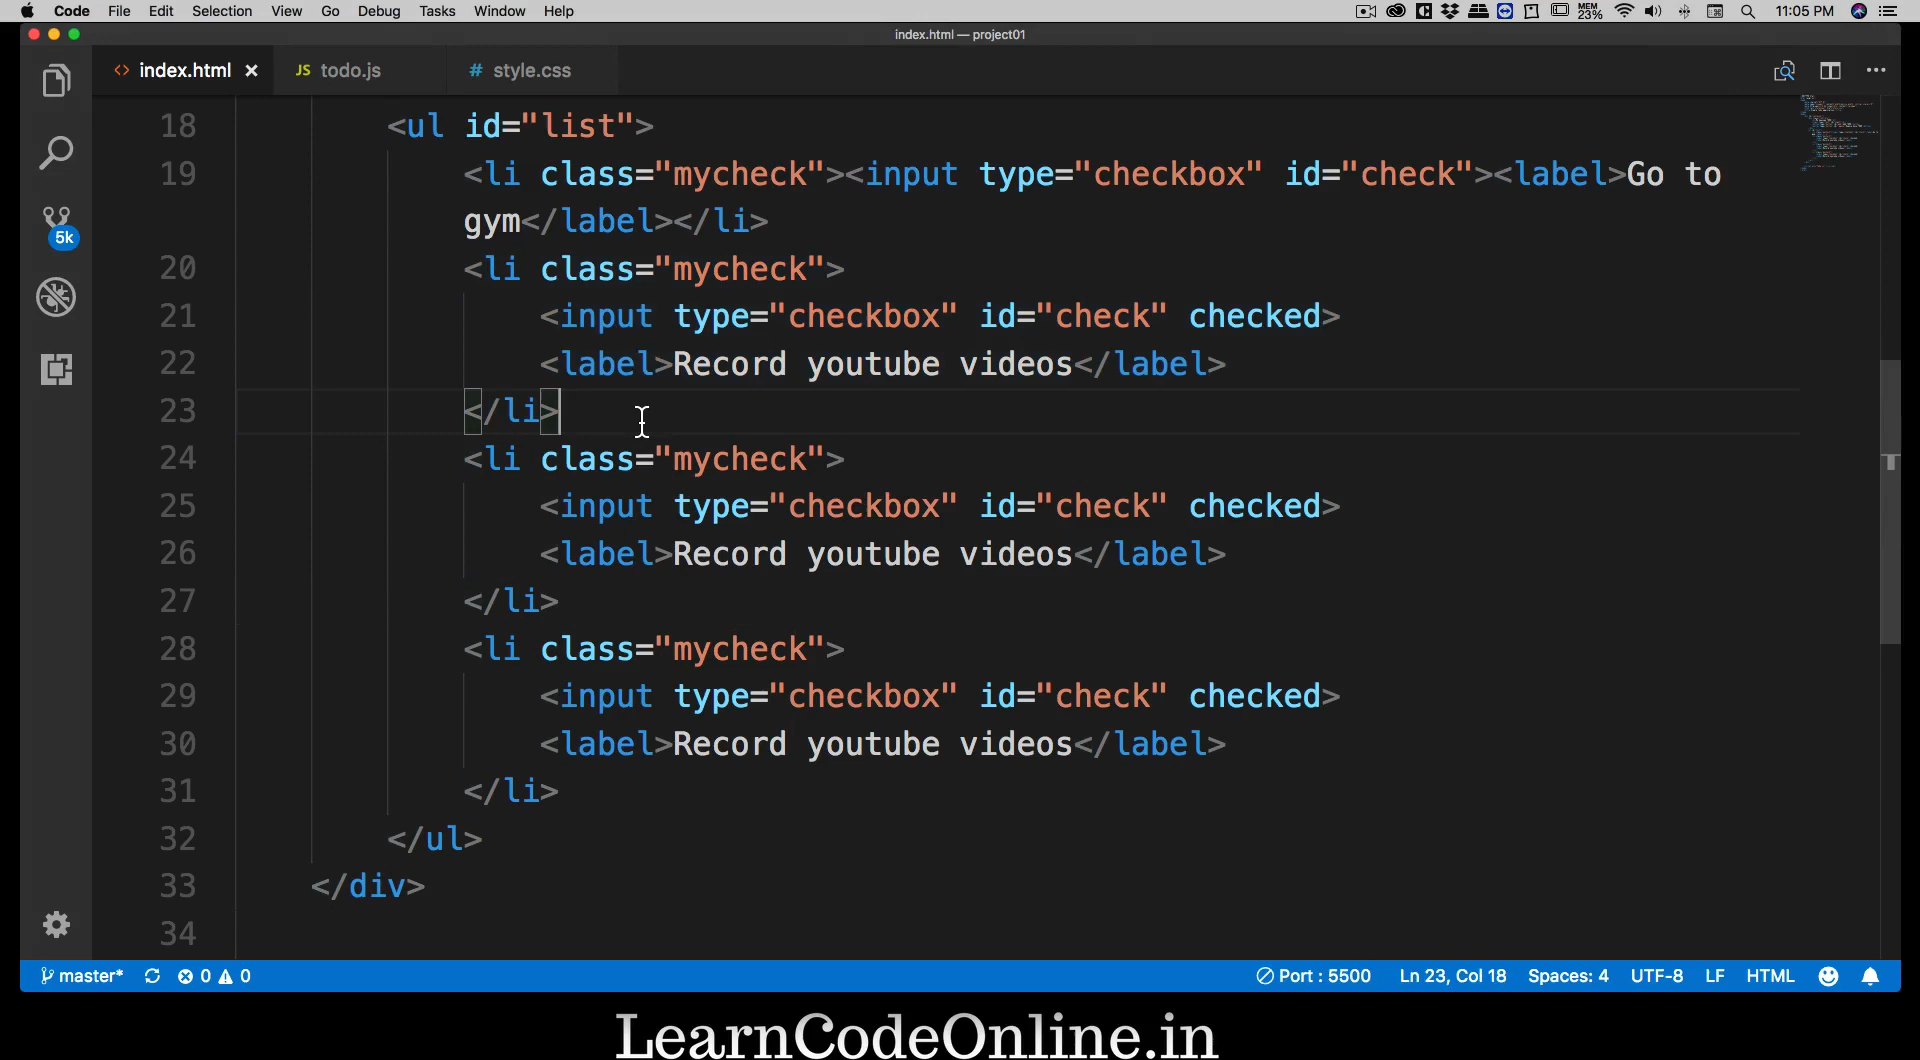 Code File Edit Selection View Go Debug Tasks Window Help MEM 23% 11:05 PM
index.html — project01
<> index.html × JS todo.js # style.css
18 <ul id="list">
19 <li class="mycheck"><input type="checkbox" id="check"><label>Go to
gym</label></li>
5k
20 <li class="mycheck">
21 <input type="checkbox" id="check" checked>
22 <label>Record youtube videos</label>
23 </li>
24 <li class="mycheck">
25 <input type="checkbox" id="check" checked>
26 <label>Record youtube videos</label>
27 </li>
28 <li class="mycheck">
29 <input type="checkbox" id="check" checked>
30 <label>Record youtube videos</label>
31 </li>
32 </ul>
33 </div>
34
master* 0 0 Port : 5500 Ln 23, Col 18 Spaces: 4 UTF-8 LF HTML
LearnCodeOnline.in